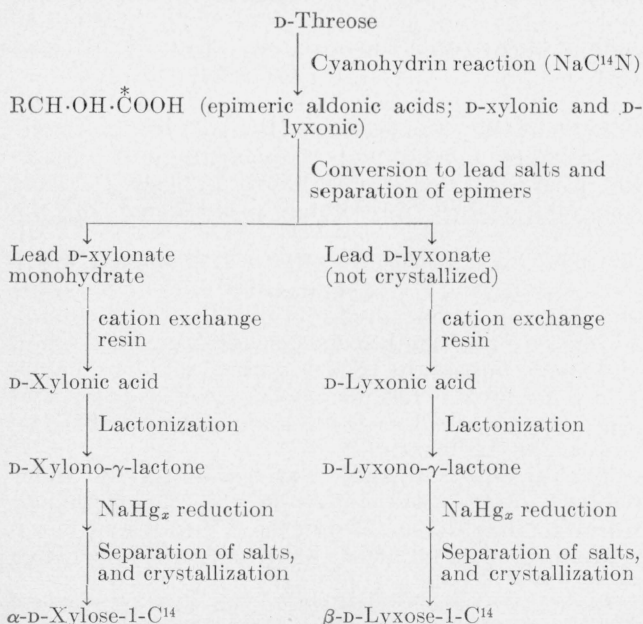 D-Threose
Cyanohydrin reaction (NaC¹⁴N)
RCH·OH·C*OOH (epimeric aldonic acids; D-xylonic and D-
lyxonic)
Conversion to lead salts and
separation of epimers
Lead D-xylonate
monohydrate
Lead D-lyxonate
(not crystallized)
cation exchange
resin
cation exchange
resin
D-Xylonic acid
D-Lyxonic acid
Lactonization
Lactonization
D-Xylono-γ-lactone
D-Lyxono-γ-lactone
NaHgₓ reduction
NaHgₓ reduction
Separation of salts,
and crystallization
Separation of salts,
and crystallization
α-D-Xylose-1-C¹⁴
β-D-Lyxose-1-C¹⁴